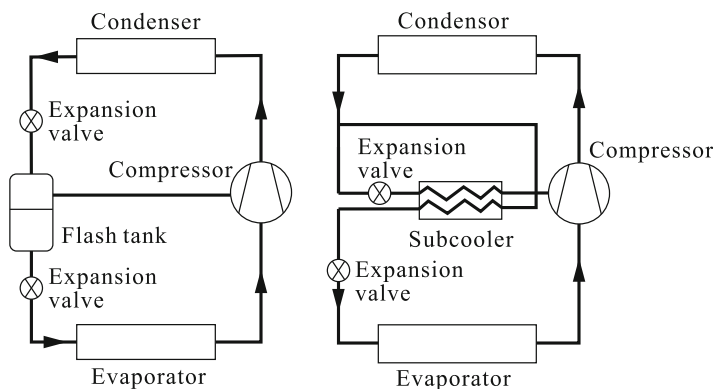 Condenser
Expansion
valve
Compressor
Flash tank
Expansion
valve
Evaporator
Condensor
Expansion
valve
Compressor
Subcooler
Expansion
valve
Evaporator